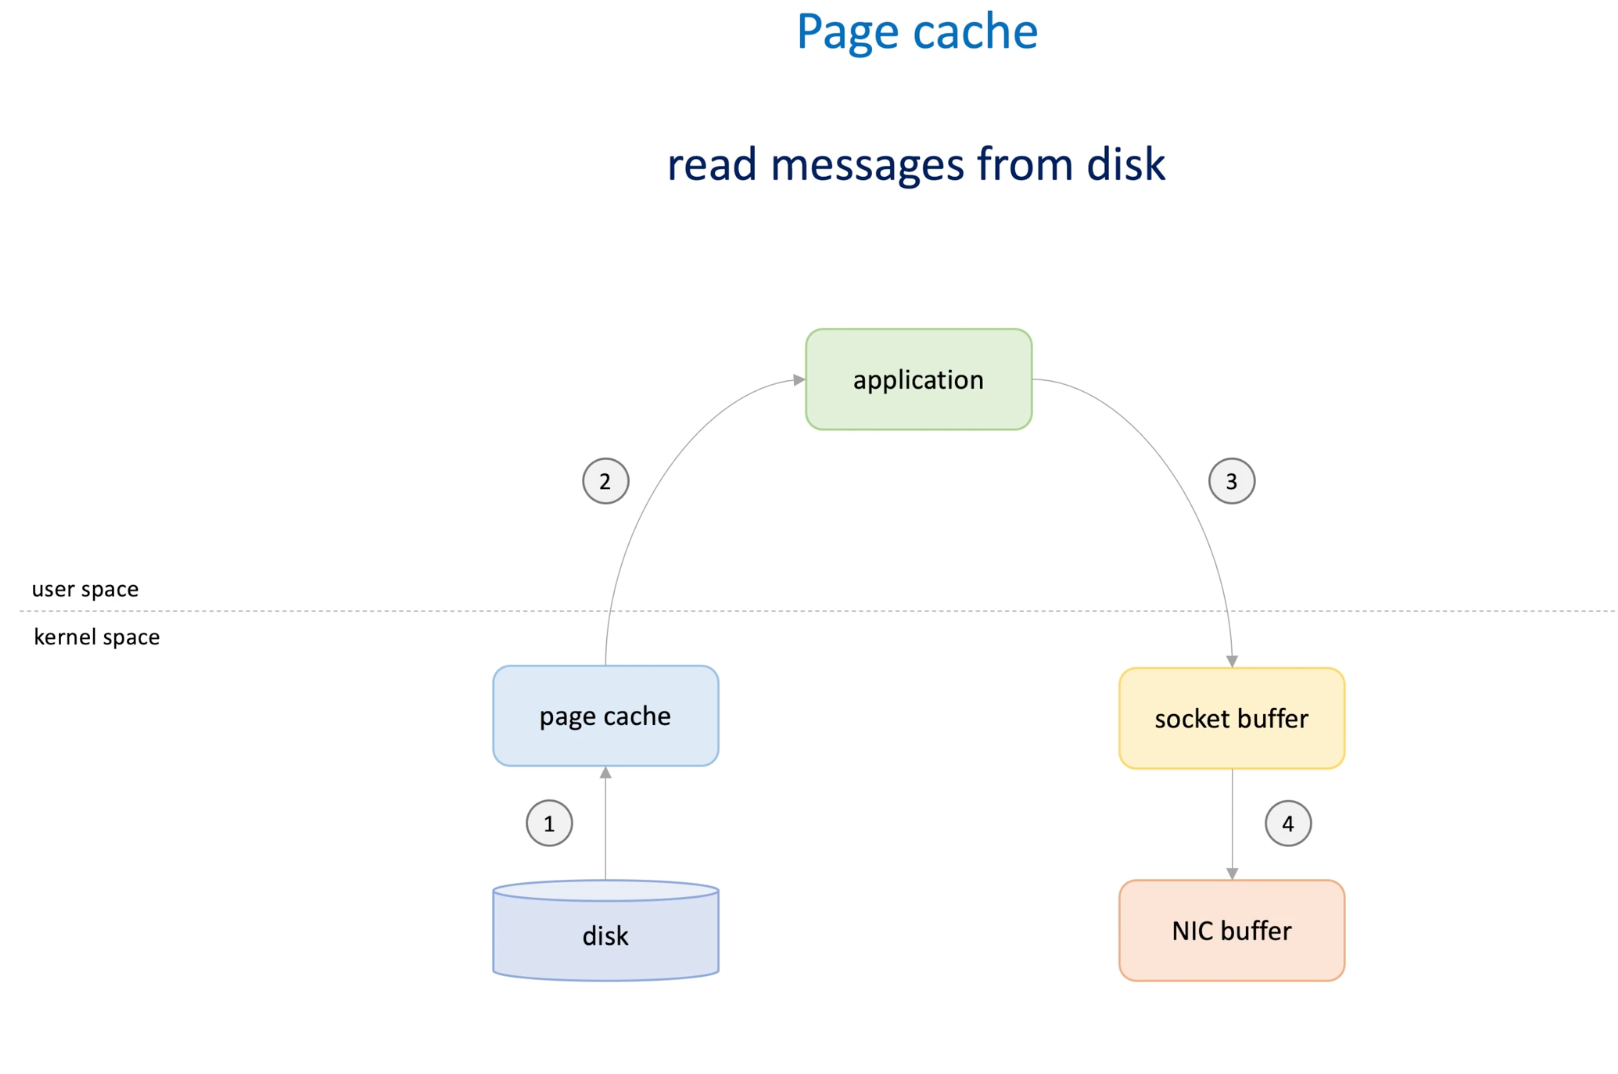 Page cache
read messages from disk
application
2
3
user space
kernel space
page cache
socket buffer
1
4
disk
NIC buffer